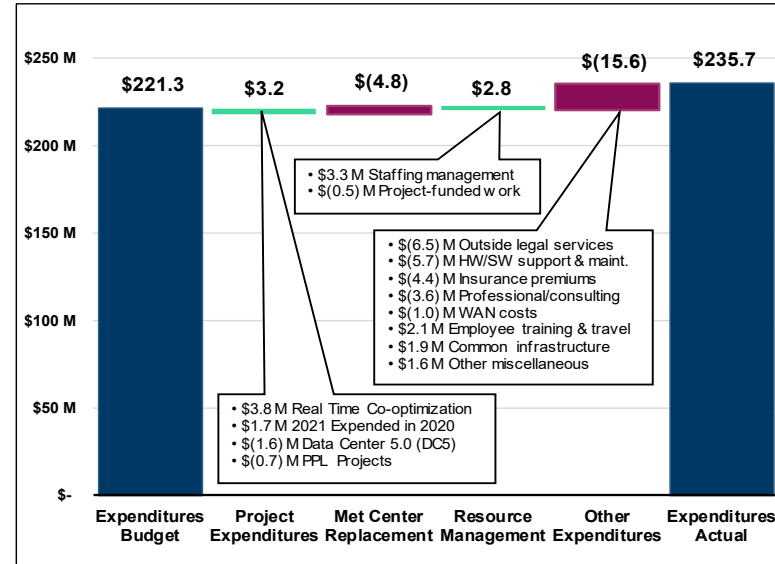 $250 M
$200 M
$150 M
$100 M
$50 M
$-
$221.3
$3.2
$(4.8)
$2.8
$(15.6)
$235.7
• $3.3 M Staffing management
• $(0.5) M Project-funded work
• $(6.5) M Outside legal services
• $(5.7) M HW/SW support & maint.
• $(4.4) M Insurance premiums
• $(3.6) M Professional/consulting
• $(1.0) M WAN costs
• $2.1 M Employee training & travel
• $1.9 M Common infrastructure
• $1.6 M Other miscellaneous
• $3.8 M Real Time Co-optimization
• $1.7 M 2021 Expended in 2020
• $(1.6) M Data Center 5.0 (DC5)
• $(0.7) M PPL Projects
Expenditures
Budget
Project
Expenditures
Met Center
Replacement
Resource
Management
Other
Expenditures
Expenditures
Actual